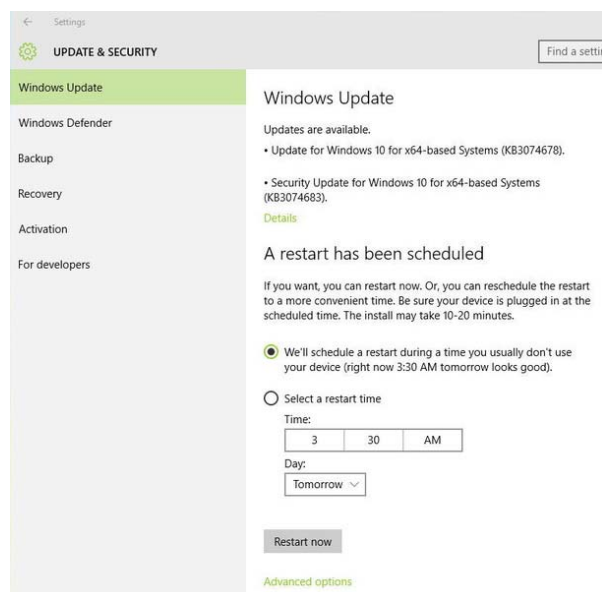 Settings
UPDATE & SECURITY
Find a
Windows Update
Windows Defender
Backup
Recovery
Activation
For developers
Windows Update
Updates are available.
• Update for Windows 10 for x64-based Systems (KB3074678).
• Security Update for Windows 10 for x64-based Systems
(KB3074683).
Details
A restart has been scheduled
If you want, you can restart now. Or, you can reschedule the restart
to a more convenient time. Be sure your device is plugged in at the
scheduled time. The install may take 10-20 minutes.
We'll schedule a restart during a time you usually don't use
your device (right now 3:30 AM tomorrow looks good).
Select a restart time
Time:
3 30 AM
Day:
Tomorrow
Restart now
Advanced options